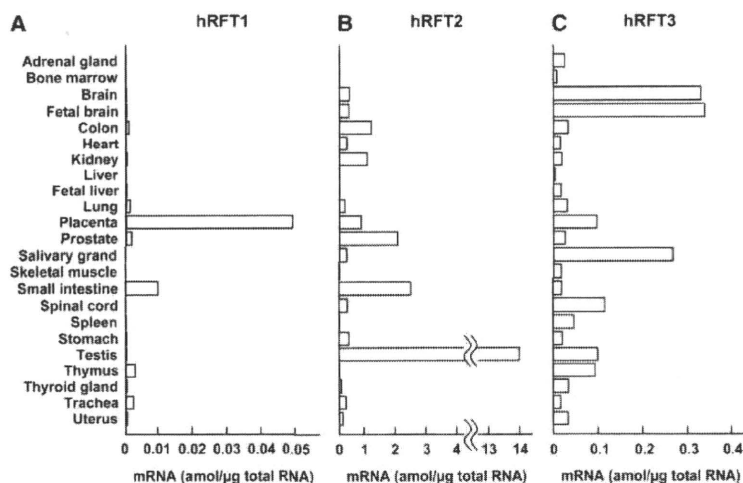 A hRFT1
B hRFT2
C hRFT3
Adrenal gland
Bone marrow
Brain
Fetal brain
Colon
Heart
Kidney
Liver
Fetal liver
Lung
Placenta
Prostate
Salivary grand
Skeletal muscle
Small intestine
Spinal cord
Spleen
Stomach
Testis
Thymus
Thyroid gland
Trachea
Uterus
0 0.01 0.02 0.03 0.04 0.05
0 1 2 3 4 13 14
0 0.1 0.2 0.3 0.4
mRNA (amol/µg total RNA)
mRNA (amol/µg total RNA)
mRNA (amol/µg total RNA)